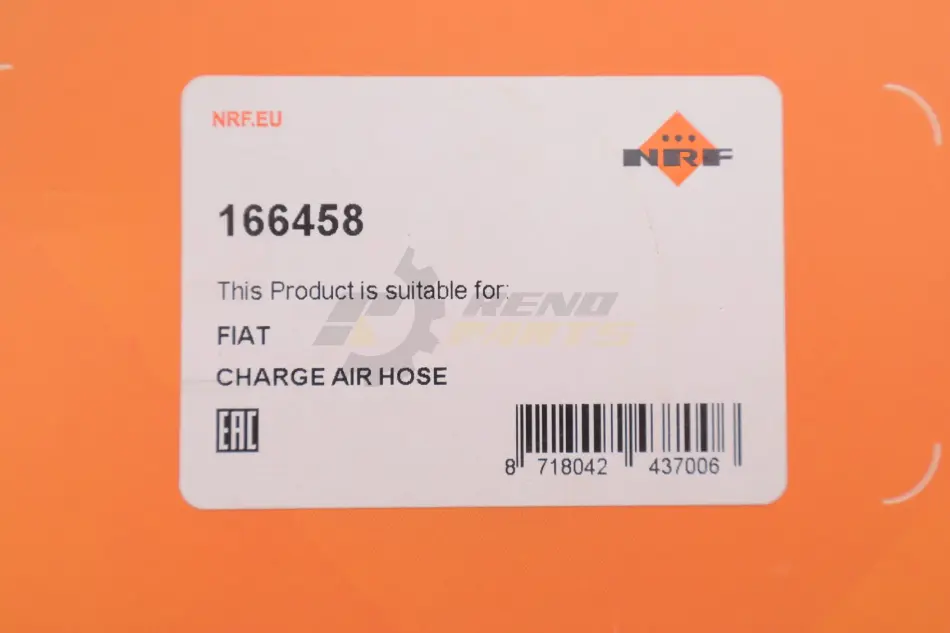 NRF.EU
NRF
166458
This Product is suitable for:
RENO
PARTS
FIAT
CHARGE AIR HOSE
EAC
8 718042 437006